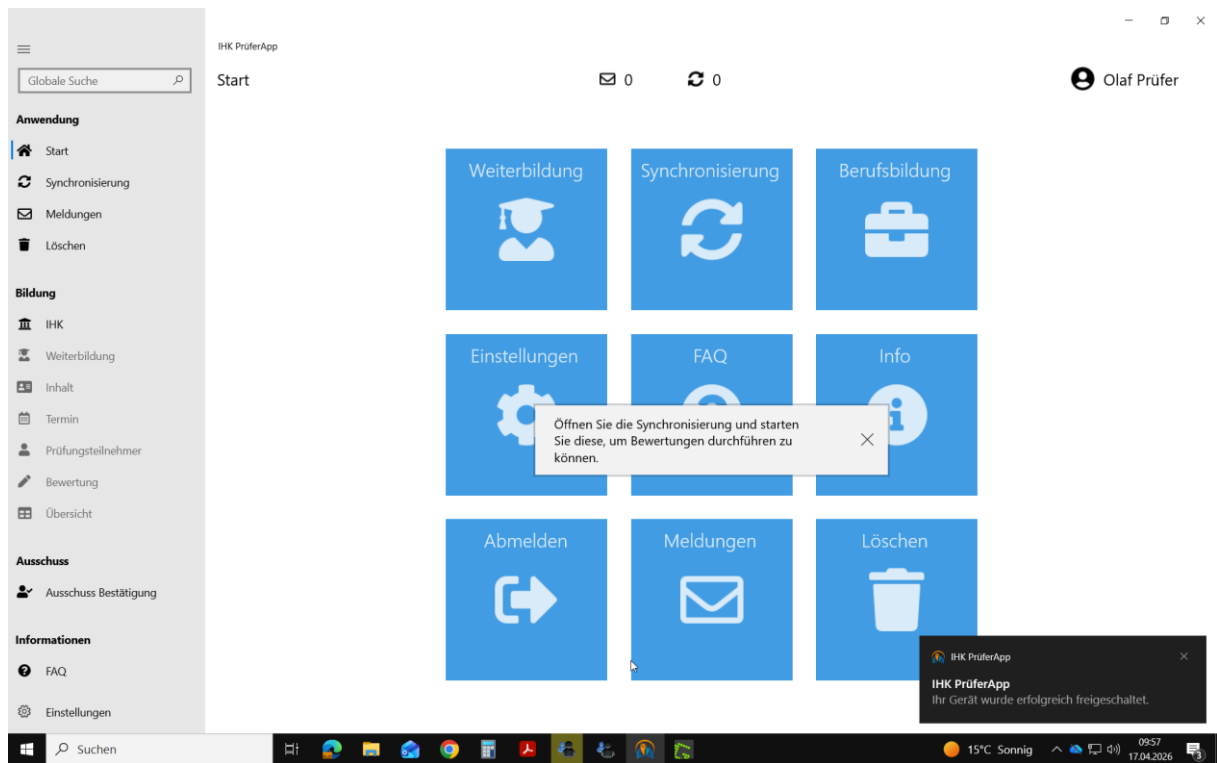 IHK PrüferApp
Globale Suche
Start
0
0
Olaf Prüfer
Anwendung
Start
Synchronisierung
Meldungen
Löschen
Bildung
IHK
Weiterbildung
Inhalt
Termin
Prüfungsteilnehmer
Bewertung
Übersicht
Ausschuss
Ausschuss Bestätigung
Informationen
FAQ
Einstellungen
Weiterbildung
Synchronisierung
Berufsbildung
Einstellungen
FAQ
Info
Öffnen Sie die Synchronisierung und starten
Sie diese, um Bewertungen durchführen zu
können.
Abmelden
Meldungen
Löschen
IHK PrüferApp
IHK PrüferApp
Ihr Gerät wurde erfolgreich freigeschaltet.
Suchen
15°C Sonnig
09:57
17.04.2026
3